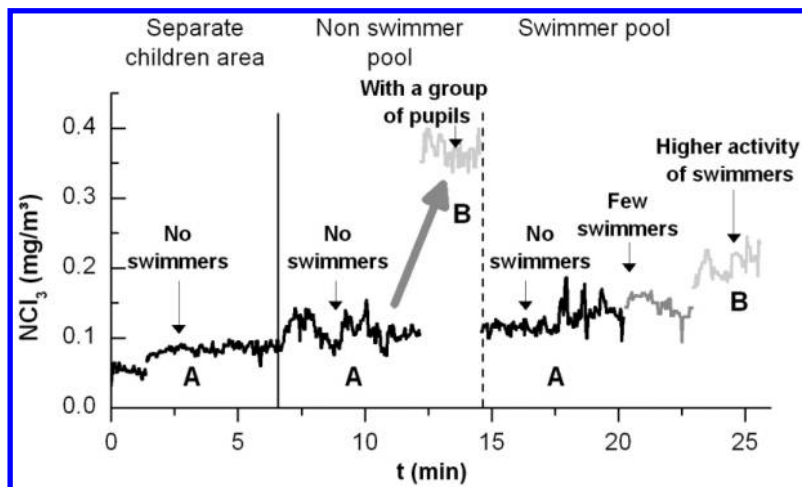 Separate
children area
Non swimmer
pool
Swimmer pool
With a group
of pupils
Higher activity
of swimmers
Few
swimmers
No
swimmers
No
swimmers
No
swimmers
A
A
B
A
B
NCl₃ (mg/m³)
0.4
0.3
0.2
0.1
0.0
0
5
10
15
20
25
t (min)